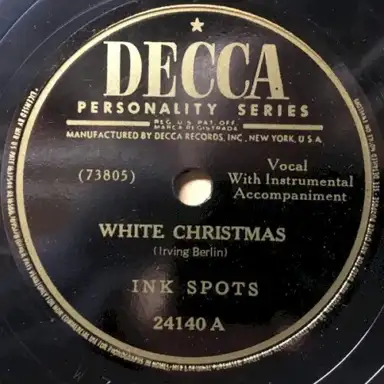 DECCA
PERSONALITY SERIES
REG. U.S. PAT. OFF.
MARCA REGISTRADA
MANUFACTURED BY DECCA RECORDS, INC., NEW YORK, U.S.A.
(73805)
Vocal
With Instrumental
Accompaniment
WHITE CHRISTMAS
(Irving Berlin)
INK SPOTS
24140 A